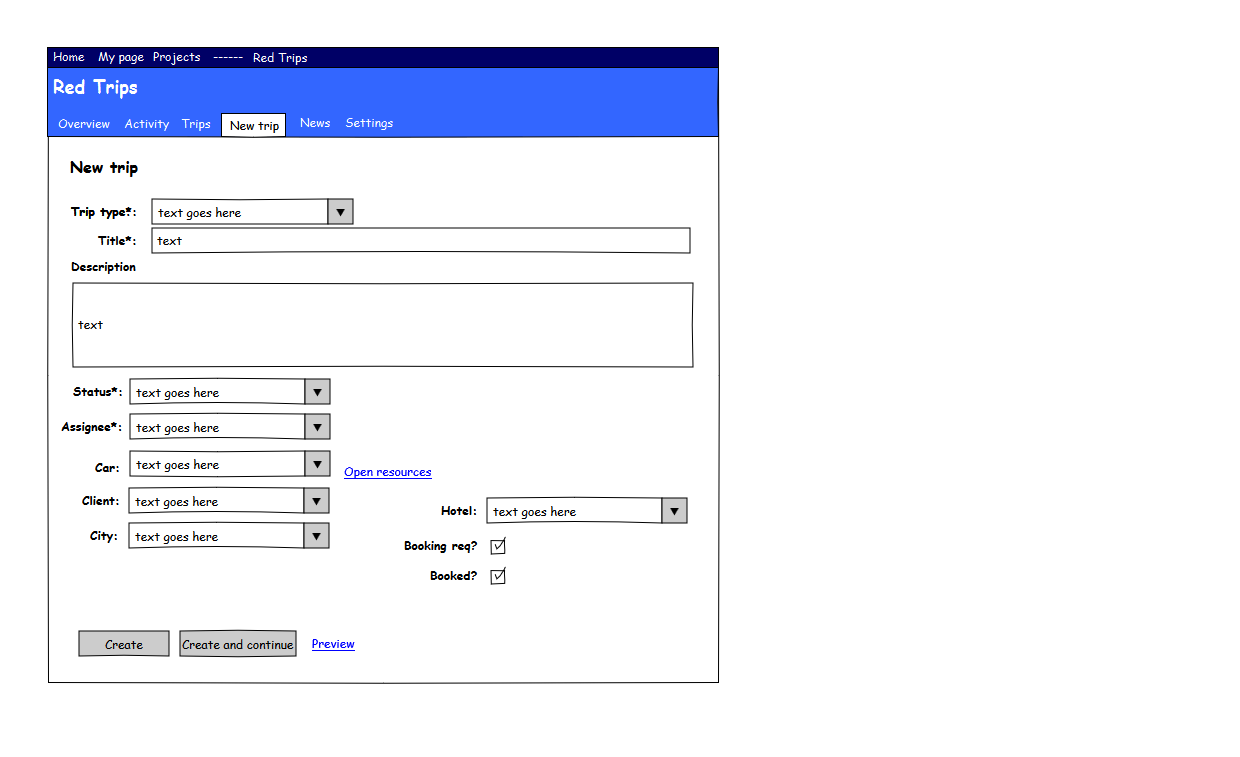 Home My page Projects ------ Red Trips
Red Trips
Overview Activity Trips New trip News Settings
New trip
Trip type*: text goes here
Title*: text
Description
text
Status*: text goes here
Assignee*: text goes here
Car: text goes here Open resources
Client: text goes here
Hotel: text goes here
City: text goes here
Booking req?
Booked?
Create Create and continue Preview